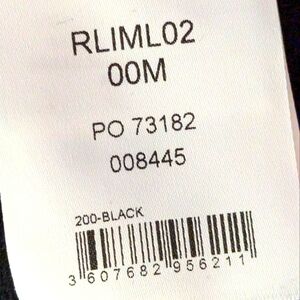 RLIML02
00M
PO 73182
008445
200-BLACK
3 607682 956211